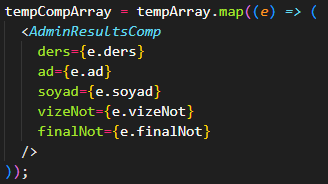 tempCompArray = tempArray.map((e) => (
<AdminResultsComp
ders={e.ders}
ad={e.ad}
soyad={e.soyad}
vizeNot={e.vizeNot}
finalNot={e.finalNot}
/>
));